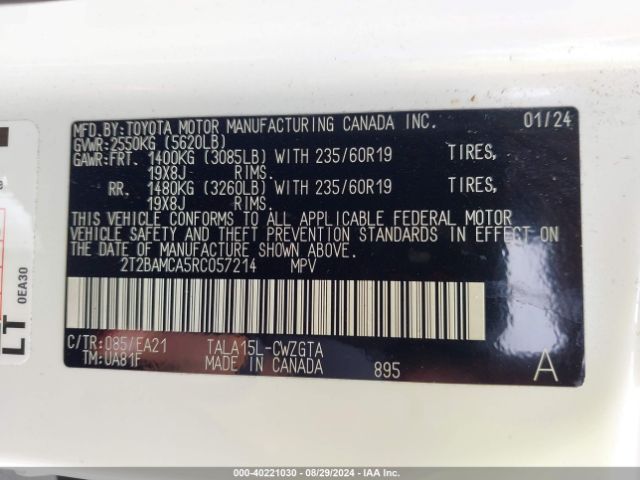 MFD.BY:TOYOTA MOTOR MANUFACTURING CANADA INC. 01/24
GVWR:2550KG (5620LB)
GAWR:FRT. 1400KG (3085LB) WITH 235/60R19 TIRES,
19X8J RIMS.
RR. 1480KG (3260LB) WITH 235/60R19 TIRES,
19X8J RIMS.
THIS VEHICLE CONFORMS TO ALL APPLICABLE FEDERAL MOTOR
VEHICLE SAFETY AND THEFT PREVENTION STANDARDS IN EFFECT ON
THE DATE OF MANUFACTURE SHOWN ABOVE.
2T2BAMCA5RC057214 MPV
C/TR:085/EA21 TALA15L-CWZGTA
TM:UA81F MADE IN CANADA 895 A
0EA30
LT
000-40221030 - 08/29/2024 - IAA Inc.